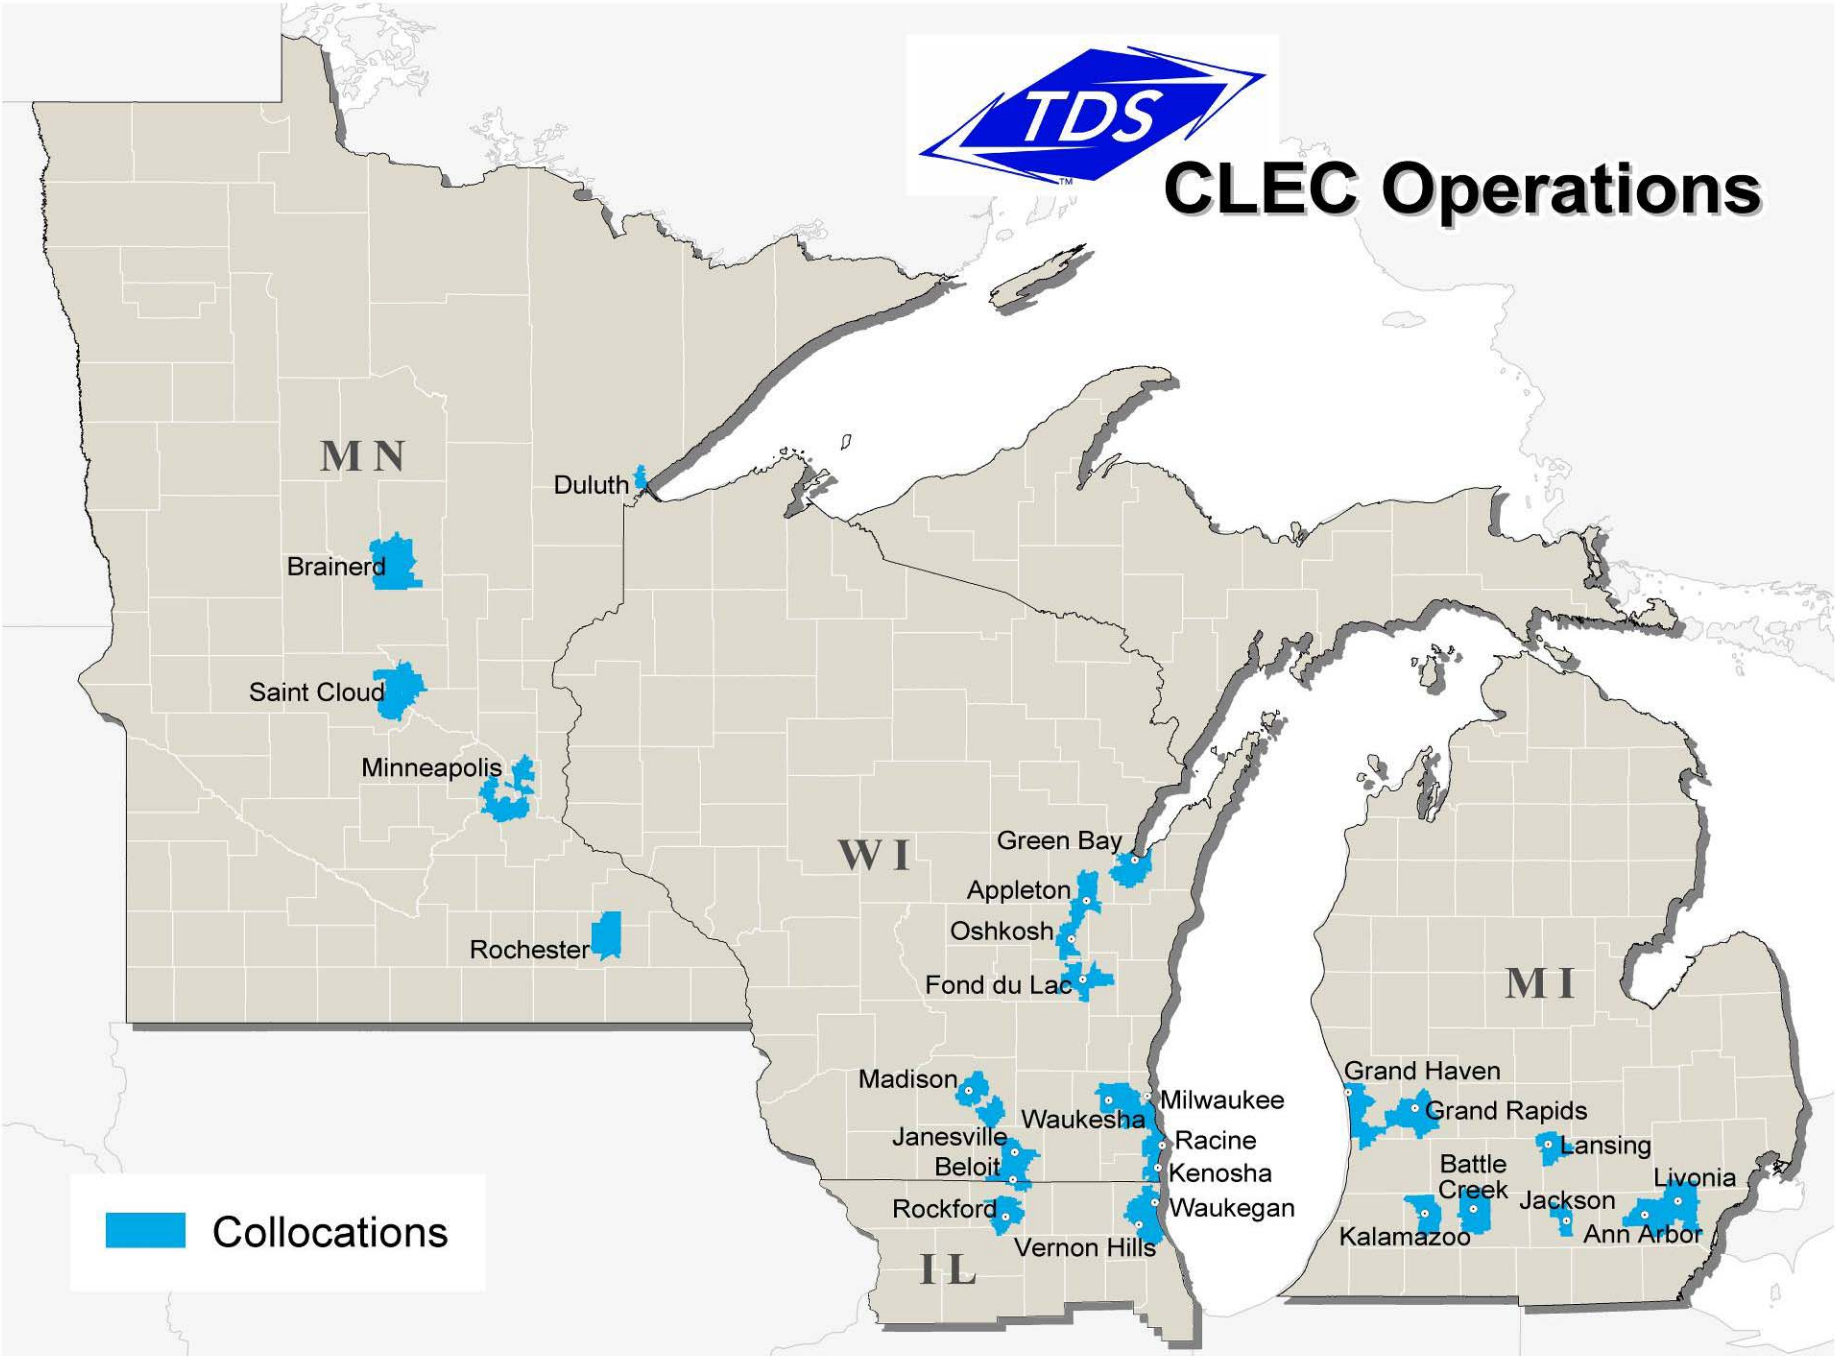 TDS
TM
CLEC Operations
MN
Duluth
Brainerd
Saint Cloud
Minneapolis
Rochester
WI
Green Bay
Appleton
Oshkosh
Fond du Lac
Madison
Waukesha
Milwaukee
Janesville
Racine
Beloit
Kenosha
Rockford
Waukegan
Vernon Hills
IL
MI
Grand Haven
Grand Rapids
Lansing
Battle
Creek
Livonia
Jackson
Kalamazoo
Ann Arbor
Collocations